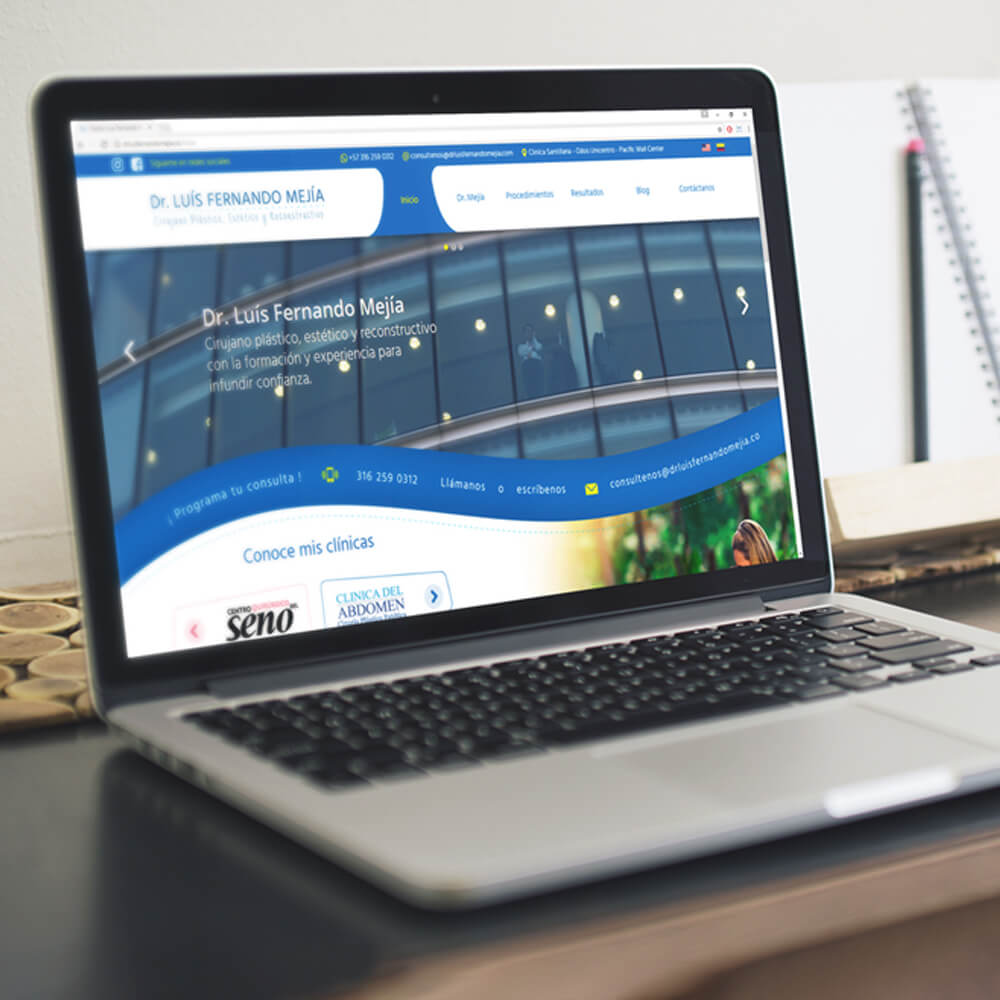 Síguenos en redes sociales
+57 316 259 0312
consultenos@drluisfernandomejia.com
Clínica Santillana - Odos Unicentro - Pacific Mall Center
Dr. LUÍS FERNANDO MEJÍA
Cirujano Plástico, Estético y Reconstructivo
Inicio
Dr. Mejía
Procedimientos
Resultados
Blog
Contáctanos
Dr. Luís Fernando Mejía
Cirujano plástico, estético y reconstructivo
con la formación y experiencia para
infundir confianza.
¡ Programa tu consulta !
316 259 0312
Llámanos o escríbenos
consultenos@drluisfernandomejia.co
Conoce mis clínicas
CENTRO QUIRÚRGICO DEL
seno
CLINICA DEL
ABDOMEN